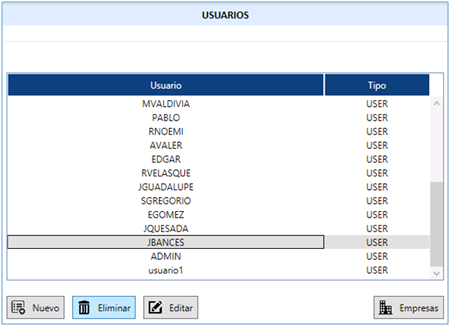 USUARIOS
Usuario Tipo
MVALDIVIA USER
PABLO USER
RNOEMI USER
AVALER USER
EDGAR USER
RVELASQUE USER
JGUADALUPE USER
SGREGORIO USER
EGOMEZ USER
JQUESADA USER
JBANCES USER
ADMIN USER
usuario1 USER
Nuevo Eliminar Editar Empresas